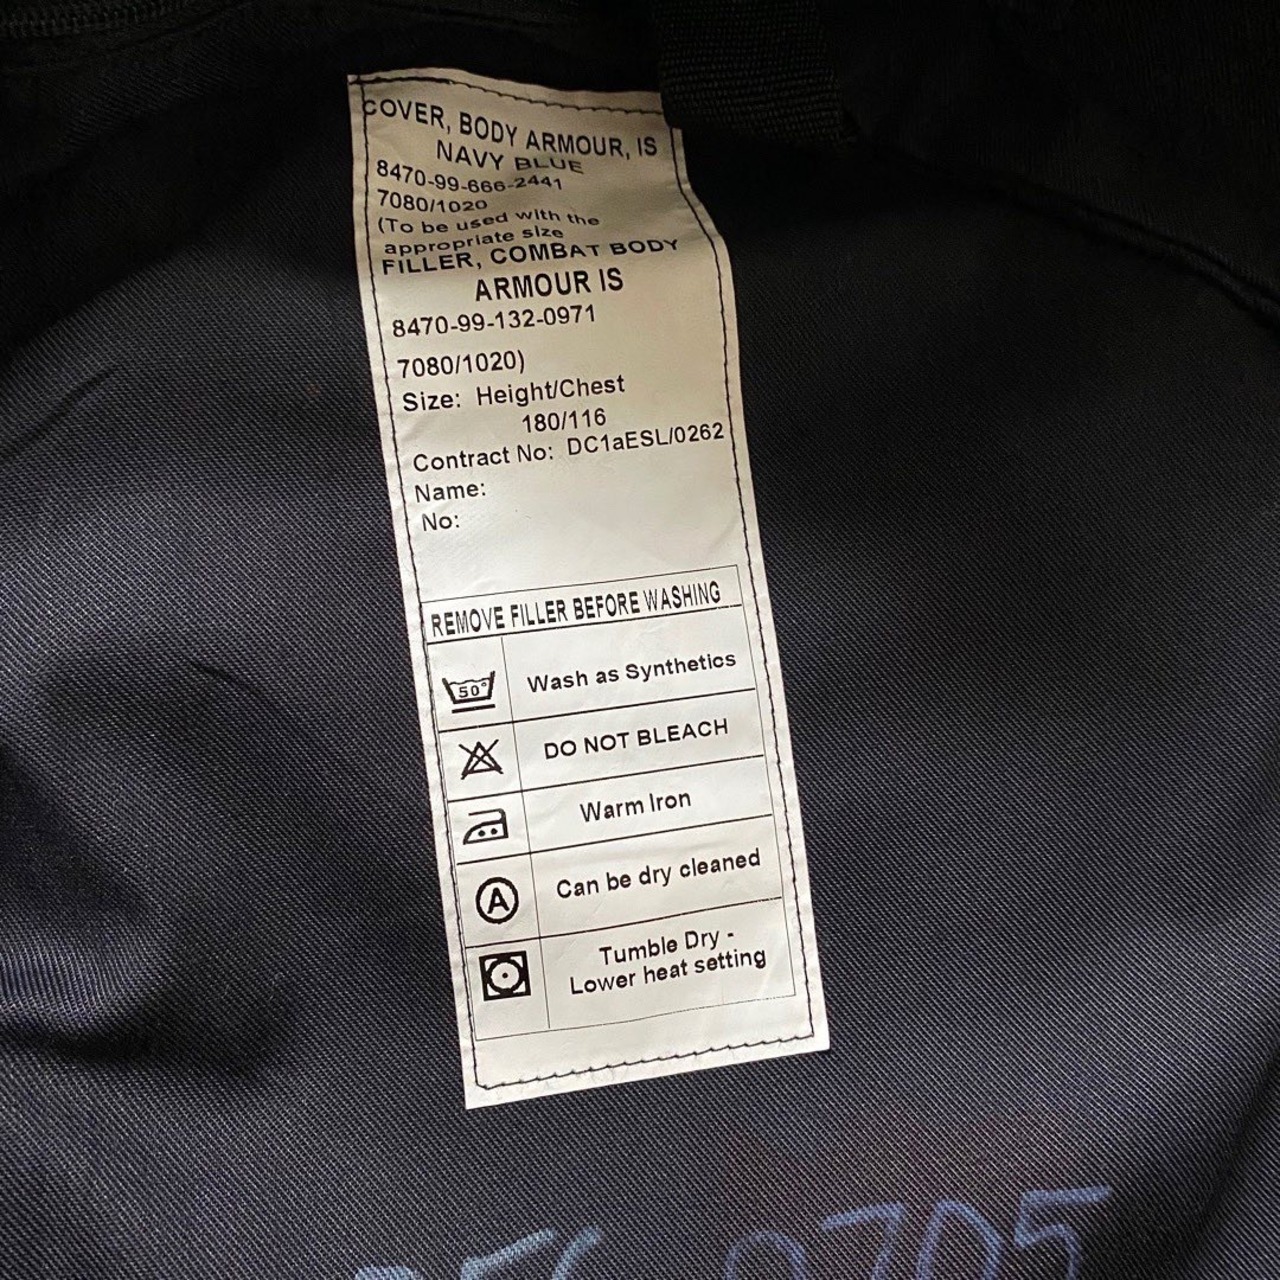 COVER, BODY ARMOUR, IS
NAVY BLUE
8470-99-666-2441
7080/1020
(To be used with the
appropriate size
FILLER, COMBAT BODY
ARMOUR IS
8470-99-132-0971
7080/1020)
Size: Height/Chest
180/116
Contract No: DC1aESL/0262
Name:
No:
REMOVE FILLER BEFORE WASHING
50° Wash as Synthetics
DO NOT BLEACH
Warm Iron
A Can be dry cleaned
Tumble Dry -
Lower heat setting